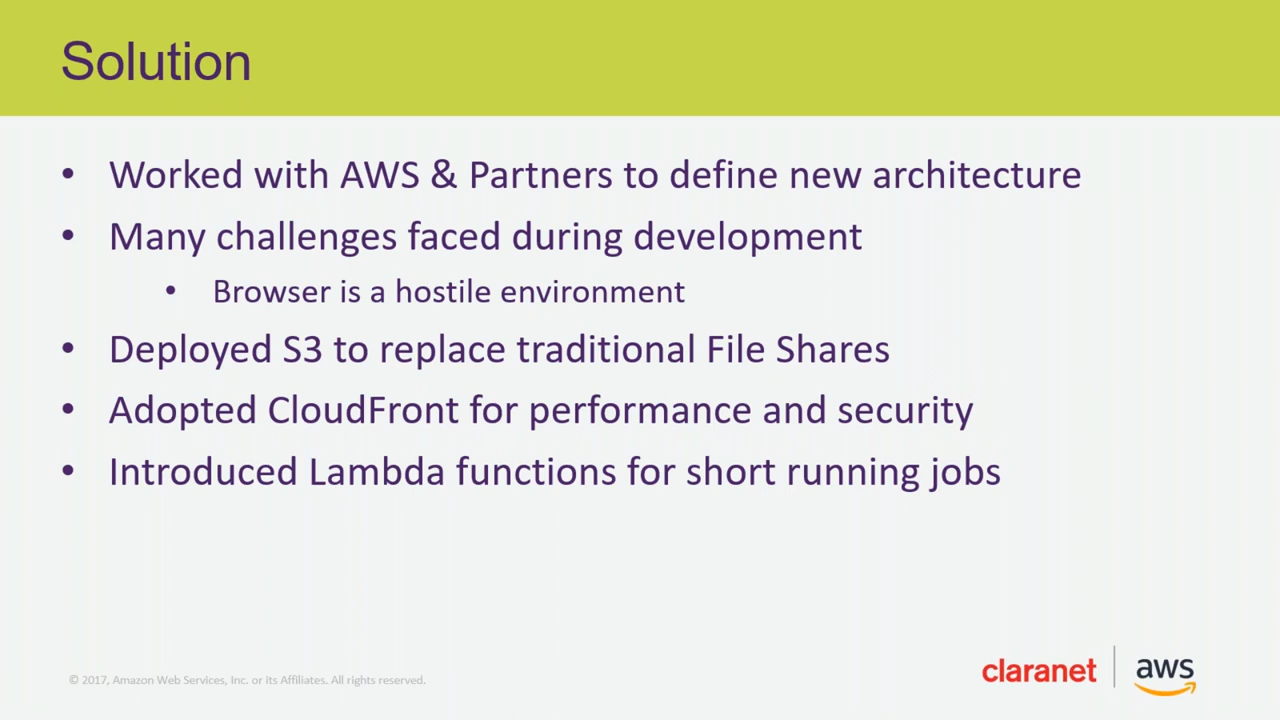 Solution
• Worked with AWS & Partners to define new architecture
• Many challenges faced during development
• Browser is a hostile environment
• Deployed S3 to replace traditional File Shares
• Adopted CloudFront for performance and security
• Introduced Lambda functions for short running jobs
© 2017, Amazon Web Services, Inc. or its Affiliates. All rights reserved.
claranet | aws